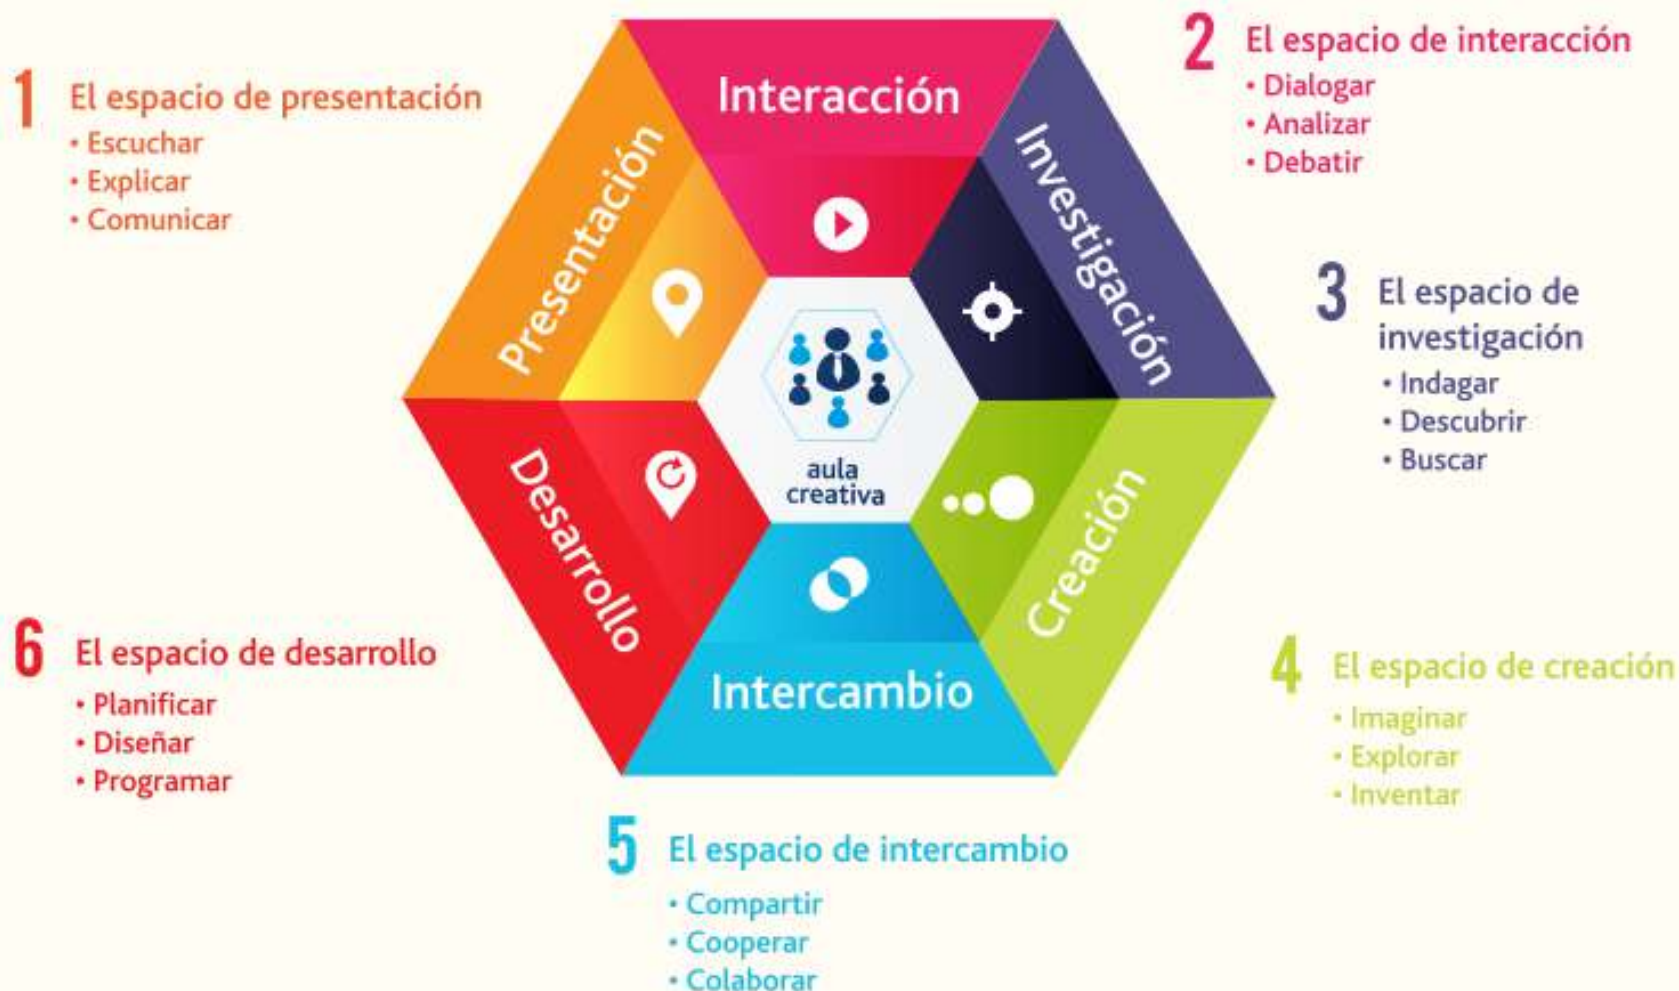 1 El espacio de presentación
• Escuchar
• Explicar
• Comunicar
2 El espacio de interacción
• Dialogar
• Analizar
• Debatir
3 El espacio de
investigación
• Indagar
• Descubrir
• Buscar
4 El espacio de creación
• Imaginar
• Explorar
• Inventar
5 El espacio de intercambio
• Compartir
• Cooperar
• Colaborar
6 El espacio de desarrollo
• Planificar
• Diseñar
• Programar
Presentación
Interacción
Investigación
Creación
Intercambio
Desarrollo
aula
creativa